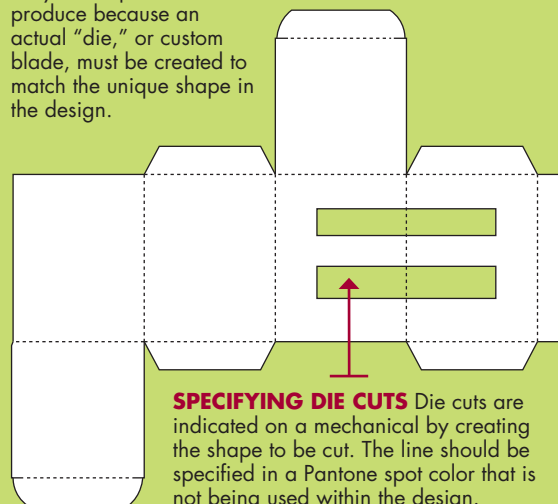 produce because an
actual “die,” or custom
blade, must be created to
match the unique shape in
the design.
SPECIFYING DIE CUTS Die cuts are
indicated on a mechanical by creating
the shape to be cut. The line should be
specified in a Pantone spot color that is
not being used within the design.